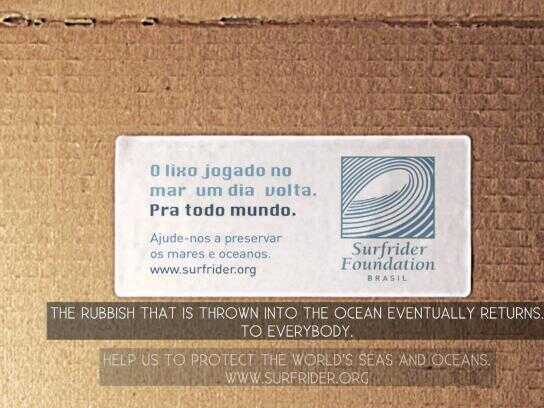 O lixo jogado no
mar um dia volta.
Pra todo mundo.
Ajude-nos a preservar
os mares e oceanos.
www.surfrider.org
Surfrider
Foundation
BRASIL
THE RUBBISH THAT IS THROWN INTO THE OCEAN EVENTUALLY RETURNS.
TO EVERYBODY.
HELP US TO PROTECT THE WORLD'S SEAS AND OCEANS.
WWW.SURFRIDER.ORG